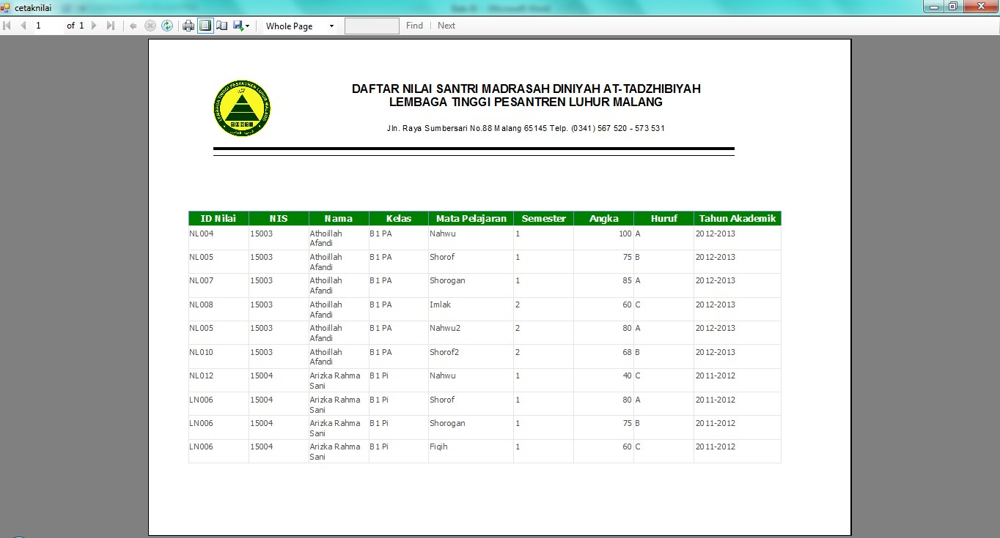 cetaknilai
1 of 1 Whole Page Find Next
LEMBAGA TINGGI PESANTREN LUHUR MALANG
DAFTAR NILAI SANTRI MADRASAH DINIYAH AT-TADZHIBIYAH
LEMBAGA TINGGI PESANTREN LUHUR MALANG
Jln. Raya Sumbersari No.88 Malang 65145 Telp. (0341) 567 520 - 573 531
ID Nilai NIS Nama Kelas Mata Pelajaran Semester Angka Huruf Tahun Akademik
NL004 15003 Athoillah Afandi B1 PA Nahwu 1 100 A 2012-2013
NL005 15003 Athoillah Afandi B1 PA Shorof 1 75 B 2012-2013
NL007 15003 Athoillah Afandi B1 PA Shorogan 1 85 A 2012-2013
NL008 15003 Athoillah Afandi B1 PA Imlak 2 60 C 2012-2013
NL005 15003 Athoillah Afandi B1 PA Nahwu2 2 80 A 2012-2013
NL010 15003 Athoillah Afandi B1 PA Shorof2 2 68 B 2012-2013
NL012 15004 Arizka Rahma Sani B1 Pi Nahwu 1 40 C 2011-2012
LN006 15004 Arizka Rahma Sani B1 Pi Shorof 1 80 A 2011-2012
LN006 15004 Arizka Rahma Sani B1 Pi Shorogan 1 75 B 2011-2012
LN006 15004 Arizka Rahma Sani B1 Pi Fiqih 1 60 C 2011-2012